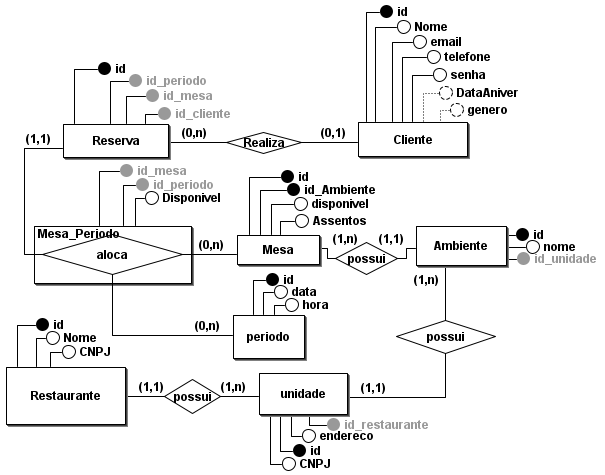 id
Nome
email
telefone
senha
DataAniver
genero
Cliente
id
id_periodo
id_mesa
id_cliente
Reserva
(1,1)
(0,n)
Realiza
(0,1)
id_mesa
id_periodo
Disponivel
Mesa_Periodo
aloca
(0,n)
id
id_Ambiente
disponivel
Assentos
Mesa
(1,n)
possui
(1,1)
Ambiente
id
nome
id_unidade
(1,n)
id
data
hora
periodo
(0,n)
possui
id
Nome
CNPJ
Restaurante
(1,1)
possui
(1,n)
unidade
(1,1)
id_restaurante
endereco
id
CNPJ